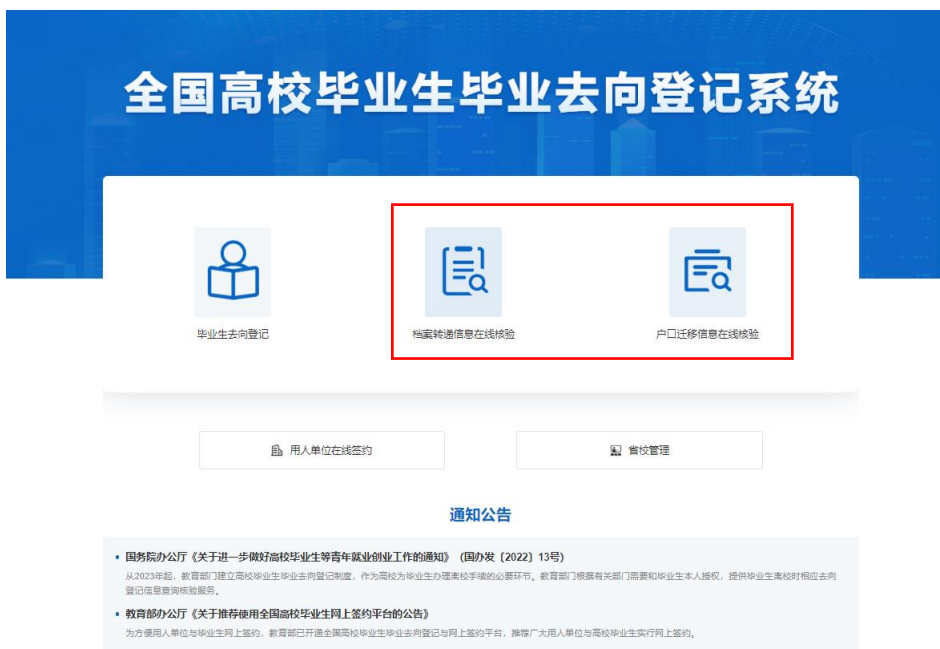 全国高校毕业生毕业去向登记系统
毕业生去向登记
档案转递信息在线核验
户口迁移信息在线核验
用人单位在线签约
省校管理
通知公告
国务院办公厅《关于进一步做好高校毕业生等青年就业创业工作的通知》（国办发〔2022〕13号）
从2023年起，教育部门建立高校毕业生毕业去向登记制度，作为高校为毕业生办理离校手续的必要环节。教育部门根据有关部门需要和毕业生本人授权，提供毕业生离校时相应去向
登记信息查询核验服务。
教育部办公厅《关于推荐使用全国高校毕业生网上签约平台的公告》
为方便用人单位与毕业生网上签约，教育部已开通全国高校毕业生毕业去向登记与网上签约平台，推荐广大用人单位与高校毕业生实行网上签约。